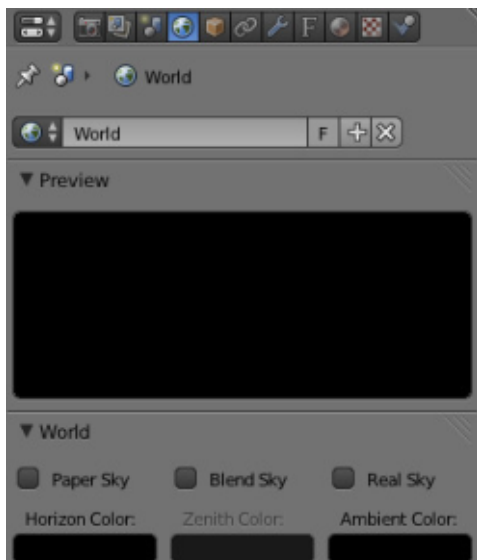 F
World
World F
Preview
World
Paper Sky Blend Sky Real Sky
Horizon Color: Zenith Color: Ambient Color: